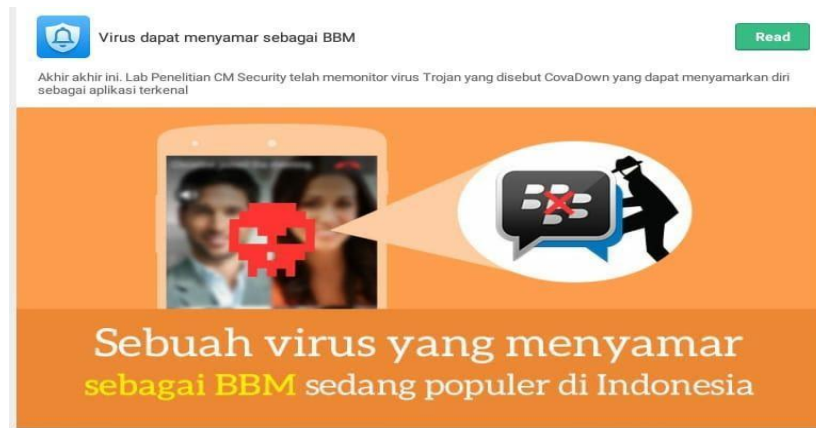 Virus dapat menyamar sebagai BBM
Read
Akhir akhir ini. Lab Penelitian CM Security telah memonitor virus Trojan yang disebut CovaDown yang dapat menyamarkan diri
sebagai aplikasi terkenal
Sebuah virus yang menyamar
sebagai BBM sedang populer di Indonesia